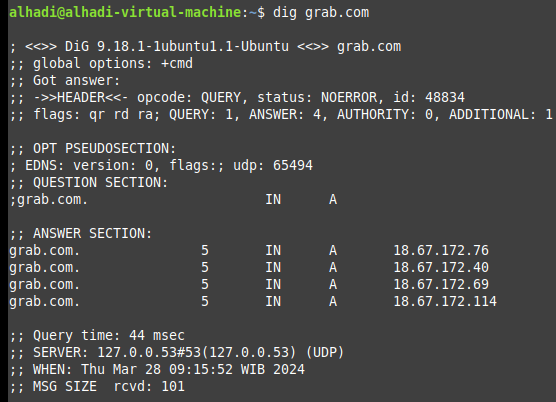 alhadi@alhadi-virtual-machine:~$ dig grab.com
; <<>> DiG 9.18.1-1ubuntu1.1-Ubuntu <<>> grab.com
;; global options: +cmd
;; Got answer:
;; ->>HEADER<<- opcode: QUERY, status: NOERROR, id: 48834
;; flags: qr rd ra; QUERY: 1, ANSWER: 4, AUTHORITY: 0, ADDITIONAL: 1
;; OPT PSEUDOSECTION:
; EDNS: version: 0, flags:; udp: 65494
;; QUESTION SECTION:
;grab.com. IN A
;; ANSWER SECTION:
grab.com. 5 IN A 18.67.172.76
grab.com. 5 IN A 18.67.172.40
grab.com. 5 IN A 18.67.172.69
grab.com. 5 IN A 18.67.172.114
;; Query time: 44 msec
;; SERVER: 127.0.0.53#53(127.0.0.53) (UDP)
;; WHEN: Thu Mar 28 09:15:52 WIB 2024
;; MSG SIZE rcvd: 101